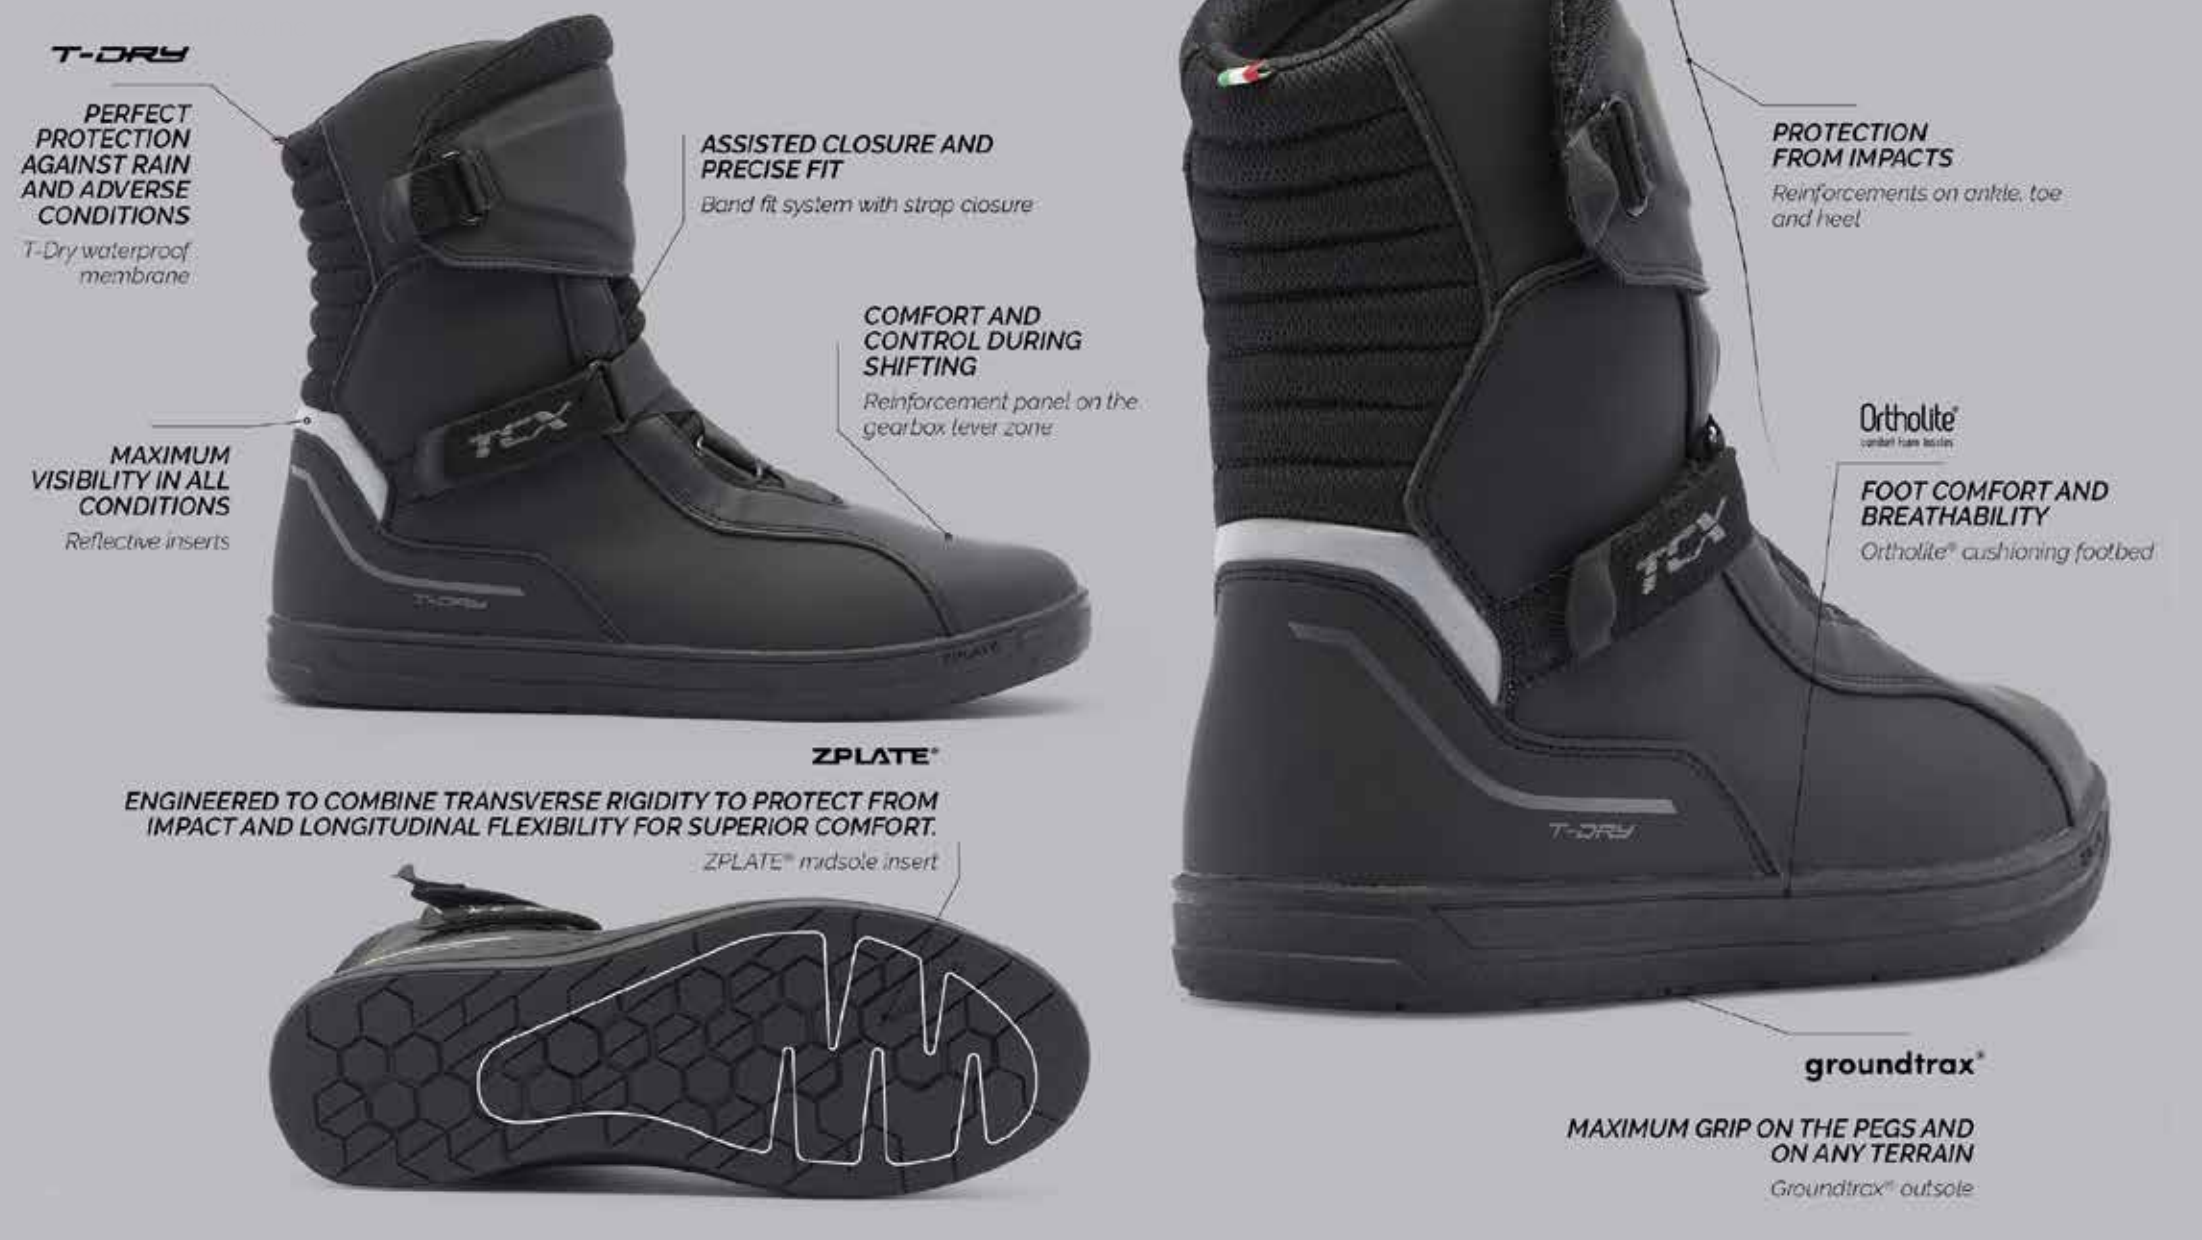 T-DRY
PERFECT
PROTECTION
AGAINST RAIN
AND ADVERSE
CONDITIONS
T-Dry waterproof
membrane
ASSISTED CLOSURE AND
PRECISE FIT
Band fit system with strap closure
COMFORT AND
CONTROL DURING
SHIFTING
Reinforcement panel on the
gearbox lever zone
MAXIMUM
VISIBILITY IN ALL
CONDITIONS
Reflective inserts
TCX
T-DRY
ZPLATE
ZPLATE®
ENGINEERED TO COMBINE TRANSVERSE RIGIDITY TO PROTECT FROM
IMPACT AND LONGITUDINAL FLEXIBILITY FOR SUPERIOR COMFORT.
ZPLATE® midsole insert
PROTECTION
FROM IMPACTS
Reinforcements on ankle, toe
and heel
Ortholite®
FOOT COMFORT AND
BREATHABILITY
Ortholite® cushioning footbed
TCX
T-DRY
groundtrax®
MAXIMUM GRIP ON THE PEGS AND
ON ANY TERRAIN
Groundtrax® outsole